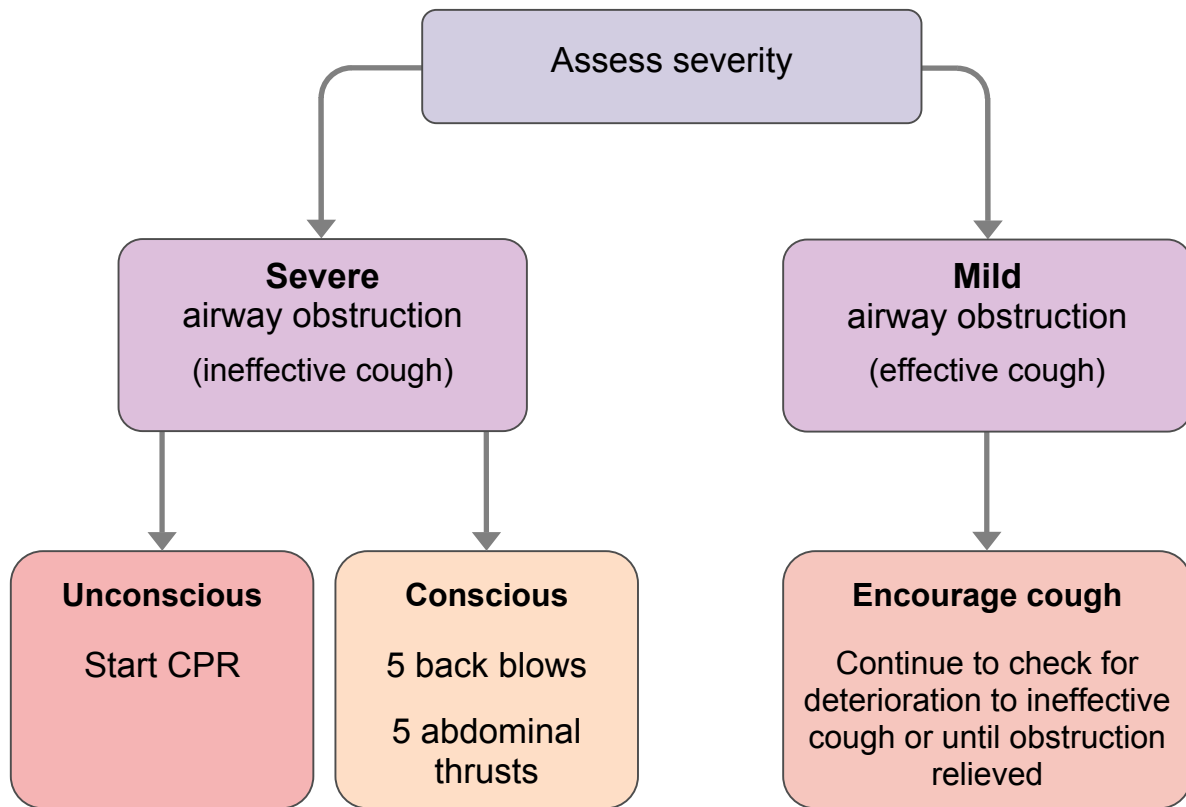 Assess severity
Severe
airway obstruction
(ineffective cough)
Mild
airway obstruction
(effective cough)
Unconscious
Start CPR
Conscious
5 back blows
5 abdominal
thrusts
Encourage cough
Continue to check for
deterioration to ineffective
cough or until obstruction
relieved